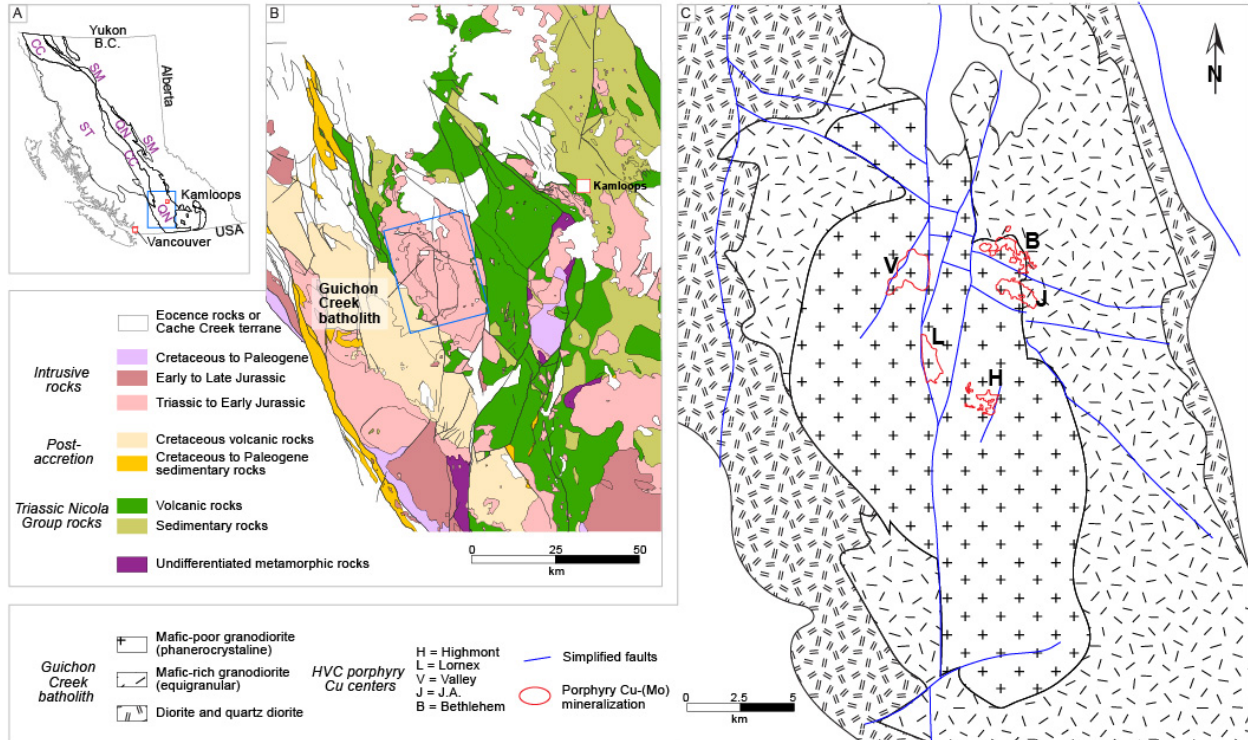 A
Yukon
B.C.
CC
SM
Alberta
ST
QN
SM
CC
Kamloops
QN
USA
Vancouver
B
Kamloops
Guichon
Creek
batholith
0 25 50
km
Eocence rocks or
Cache Creek terrane
Intrusive
rocks
Cretaceous to Paleogene
Early to Late Jurassic
Triassic to Early Jurassic
Post-
accretion
Cretaceous volcanic rocks
Cretaceous to Paleogene
sedimentary rocks
Triassic Nicola
Group rocks
Volcanic rocks
Sedimentary rocks
Undifferentiated metamorphic rocks
C
N
B
V
J
L
H
Guichon
Creek
batholith
Mafic-poor granodiorite
(phanerocrystaline)
Mafic-rich granodiorite
(equigranular)
Diorite and quartz diorite
HVC porphyry
Cu centers
H = Highmont
L = Lornex
V = Valley
J = J.A.
B = Bethlehem
Simplified faults
Porphyry Cu-(Mo)
mineralization
0 2.5 5
km